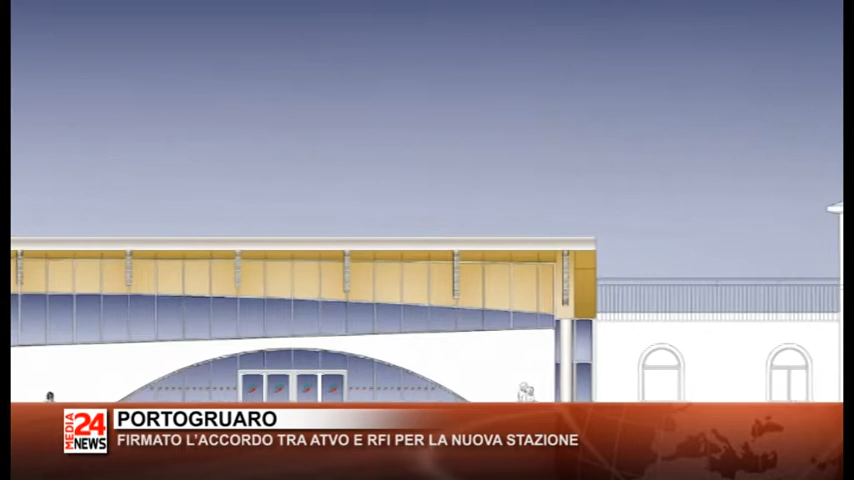 MEDIA
24
NEWS
PORTOGRUARO
FIRMATO L'ACCORDO TRA ATVO E RFI PER LA NUOVA STAZIONE